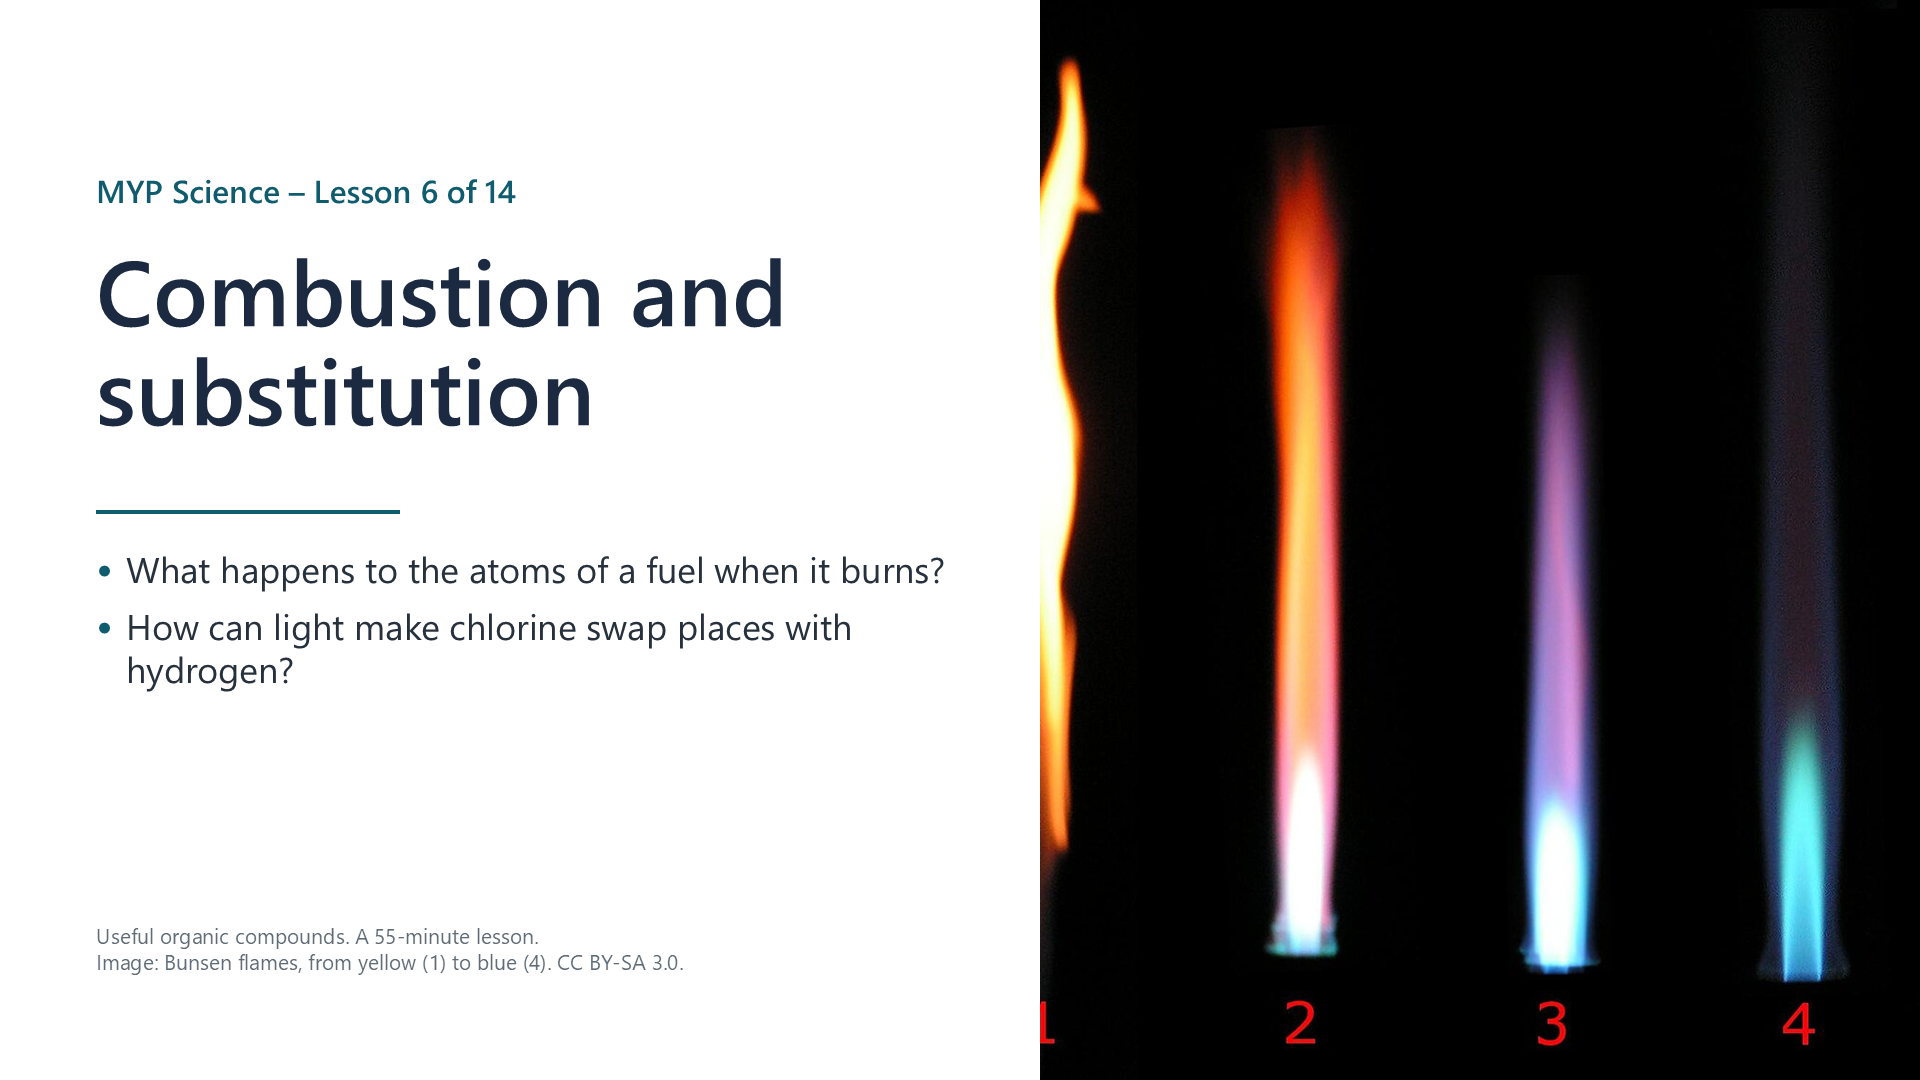 MYP Science – Lesson 6 of 14
Combustion and
substitution
• What happens to the atoms of a fuel when it burns?
• How can light make chlorine swap places with
hydrogen?
Useful organic compounds. A 55-minute lesson.
Image: Bunsen flames, from yellow (1) to blue (4). CC BY-SA 3.0.
1 2 3 4